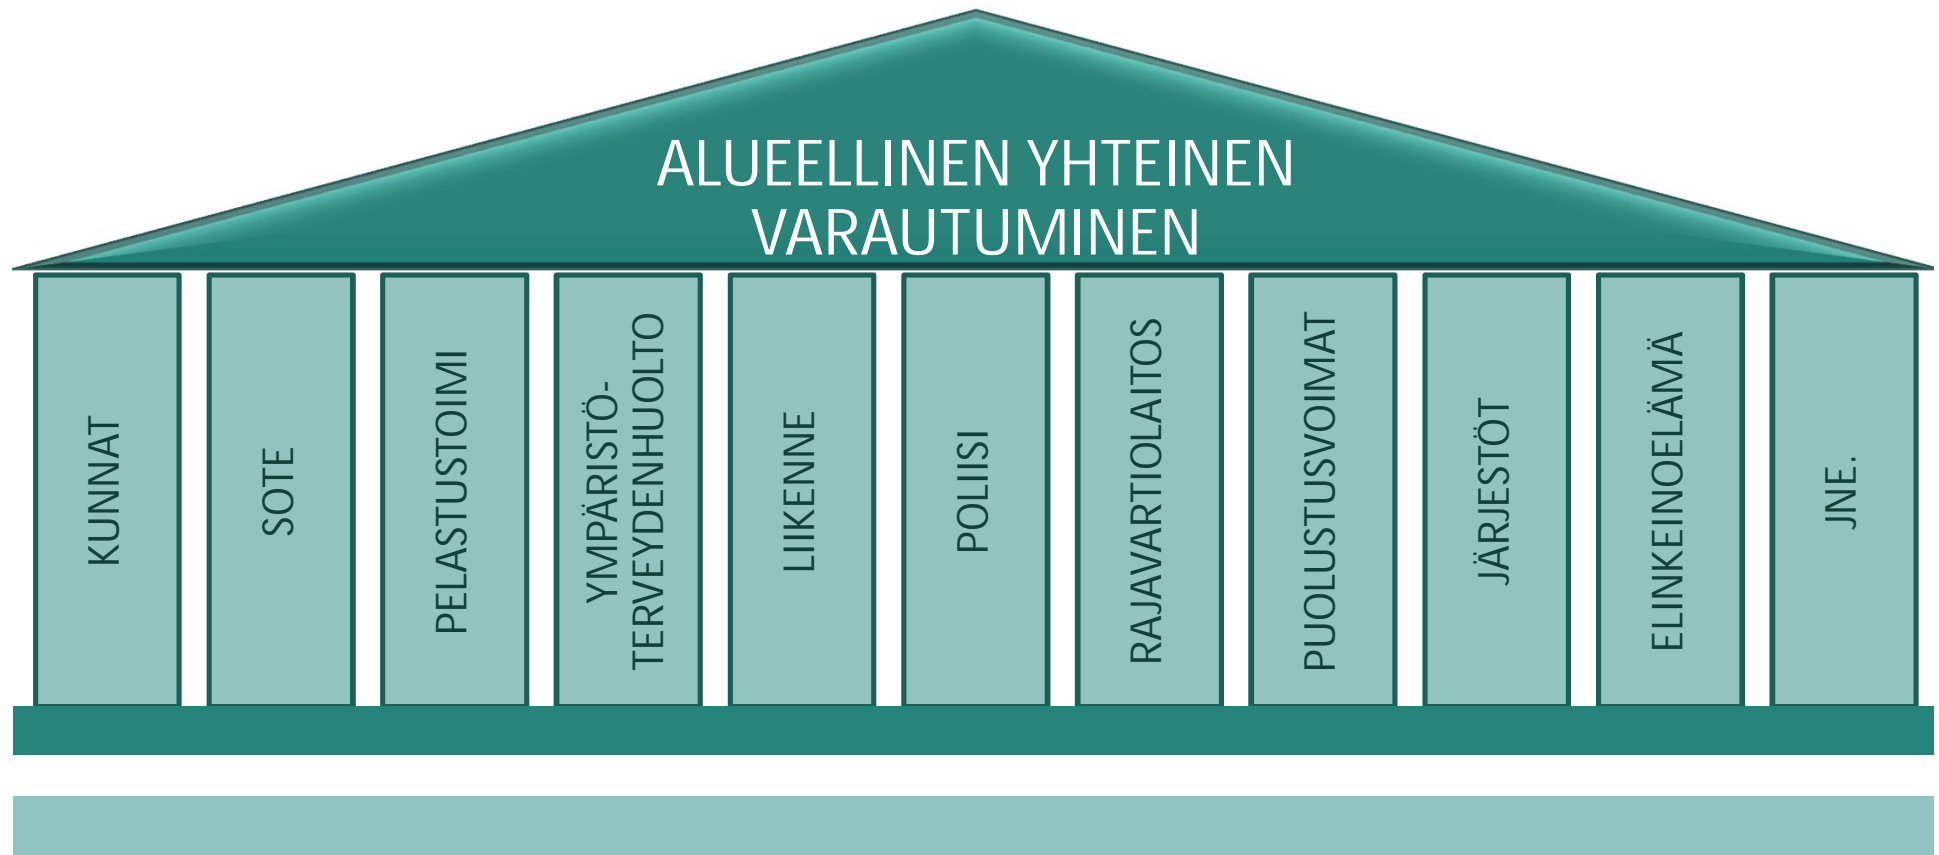 ALUEELLINEN YHTEINEN
VARAUTUMINEN
KUNNAT
SOTE
PELASTUSTOIMI
YMPÄRISTÖ-
TERVEYDENHUOLTO
LIIKENNE
POLIISI
RAJAVARTIOLAITOS
PUOLUSTUSVOIMAT
JÄRJESTÖT
ELINKEINOELÄMÄ
JNE.